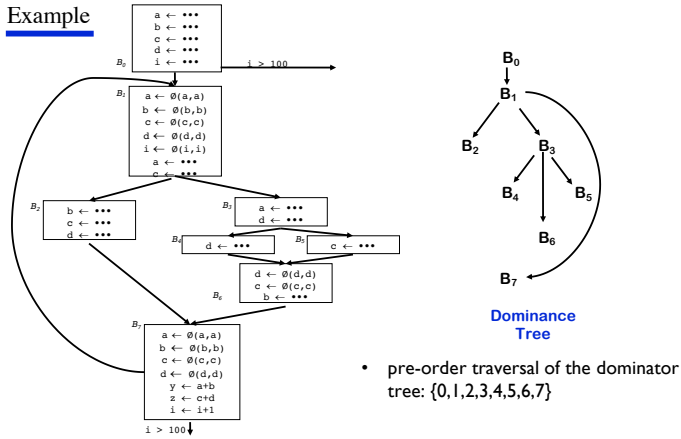 Example
a ← •••
b ← •••
c ← •••
d ← •••
i ← •••
B₀
i > 100
B₁
a ← Ø(a,a)
b ← Ø(b,b)
c ← Ø(c,c)
d ← Ø(d,d)
i ← Ø(i,i)
a ← •••
c ← •••
B₂
b ← •••
c ← •••
d ← •••
B₃
a ← •••
d ← •••
B₄
d ← •••
B₅
c ← •••
d ← Ø(d,d)
c ← Ø(c,c)
b ← •••
B₆
B₇
a ← Ø(a,a)
b ← Ø(b,b)
c ← Ø(c,c)
d ← Ø(d,d)
y ← a+b
z ← c+d
i ← i+1
i > 100
B₀
B₁
B₂ B₃
B₄ B₅
B₆
B₇
Dominance
Tree
• pre-order traversal of the dominator
tree: {0,1,2,3,4,5,6,7}